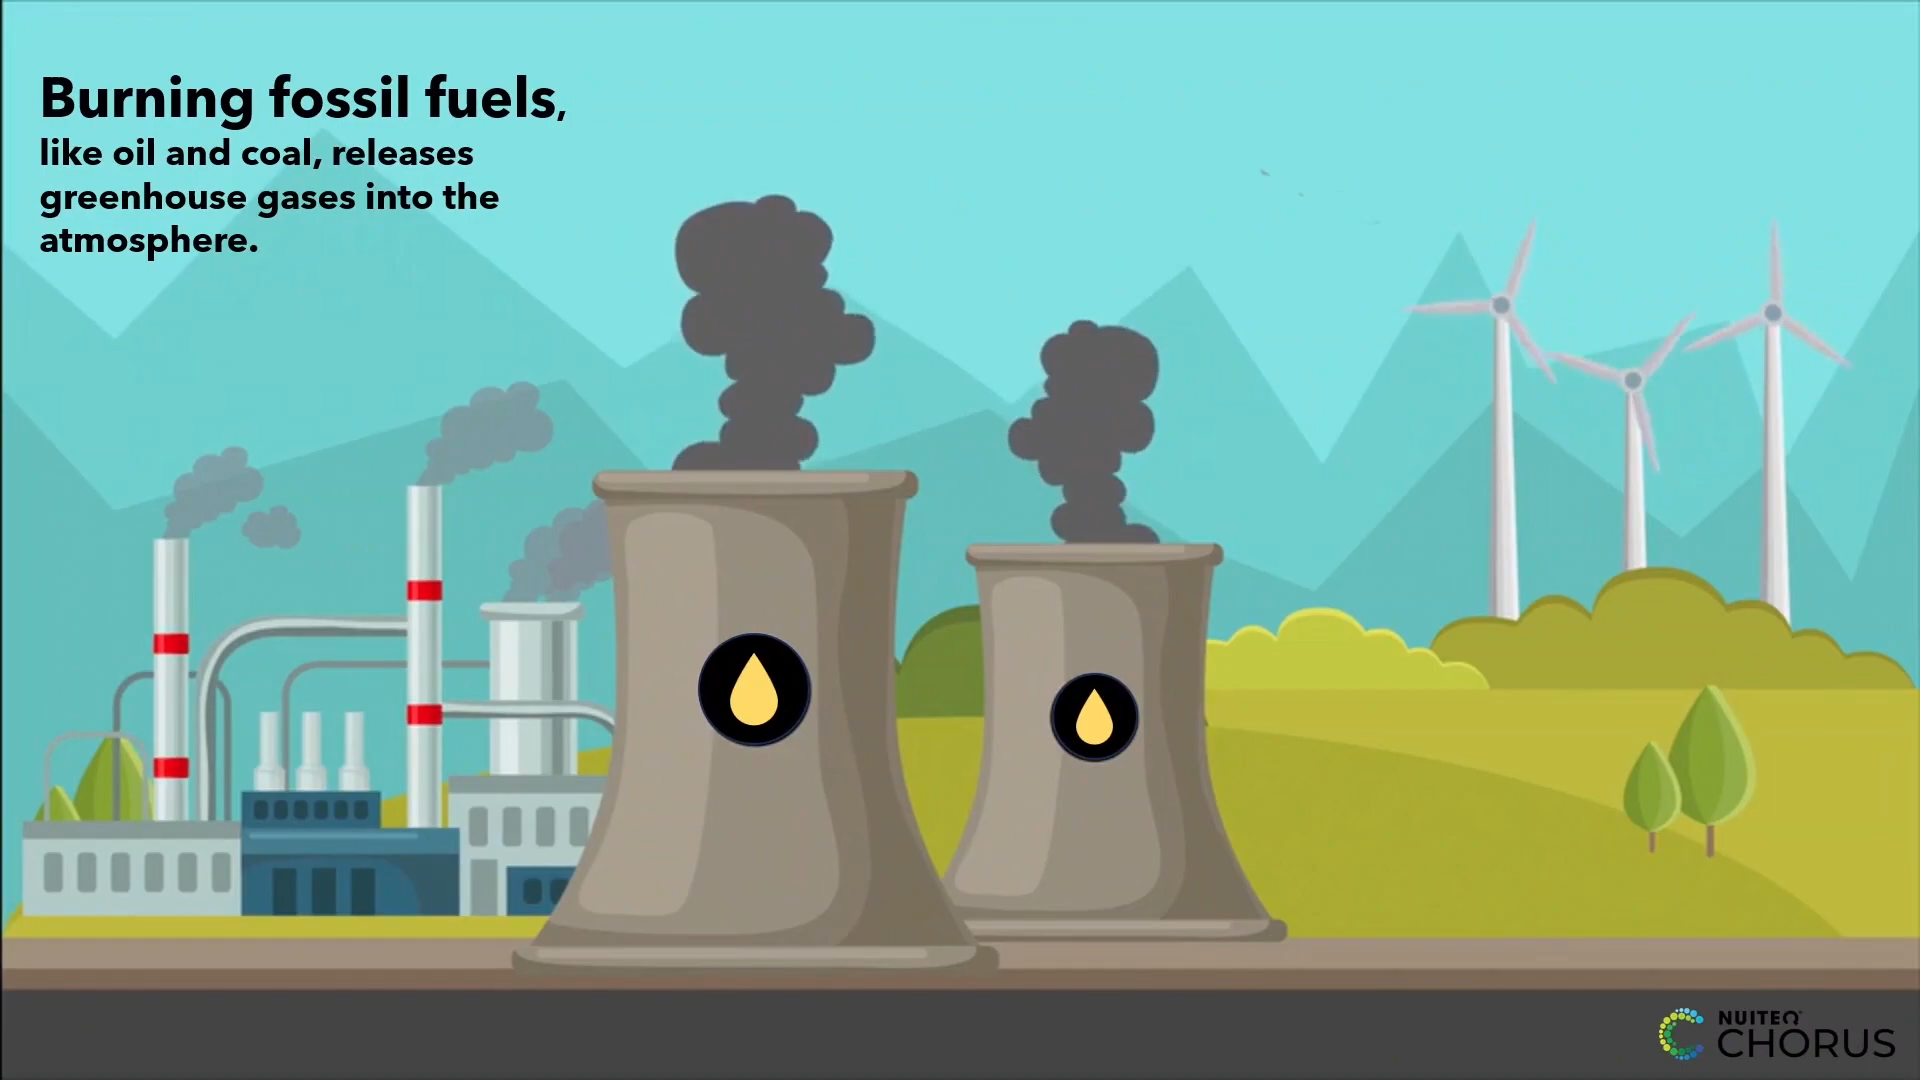 Burning fossil fuels,
like oil and coal, releases
greenhouse gases into the
atmosphere.
NUITEQ
CHORUS